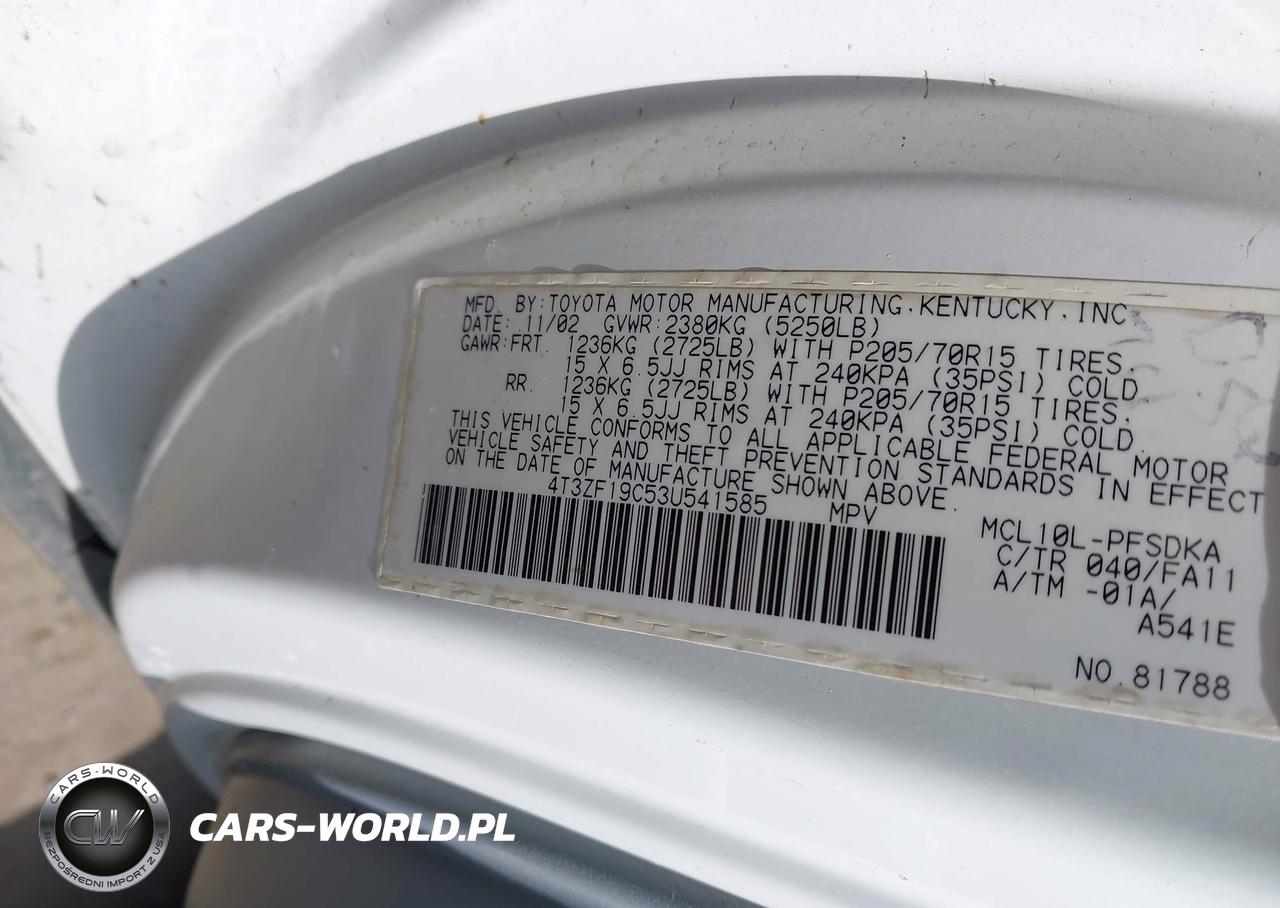 MFD. BY:TOYOTA MOTOR MANUFACTURING.KENTUCKY.INC
DATE: 11/02 GVWR:2380KG (5250LB)
GAWR:FRT. 1236KG (2725LB) WITH P205/70R15 TIRES.
15 X 6.5JJ RIMS AT 240KPA (35PSI) COLD
RR. 1236KG (2725LB) WITH P205/70R15 TIRES.
15 X 6.5JJ RIMS AT 240KPA (35PSI) COLD.
THIS VEHICLE CONFORMS TO ALL APPLICABLE FEDERAL MOTOR
VEHICLE SAFETY AND THEFT PREVENTION STANDARDS IN EFFECT
ON THE DATE OF MANUFACTURE SHOWN ABOVE.
4T3ZF19C53U541585 MPV
MCL10L-PFSDKA
C/TR 040/FA11
A/TM -01A/
A541E
NO.81788
CARS-WORLD
CW
BEZPOŚREDNI IMPORT Z USA
CARS-WORLD.PL